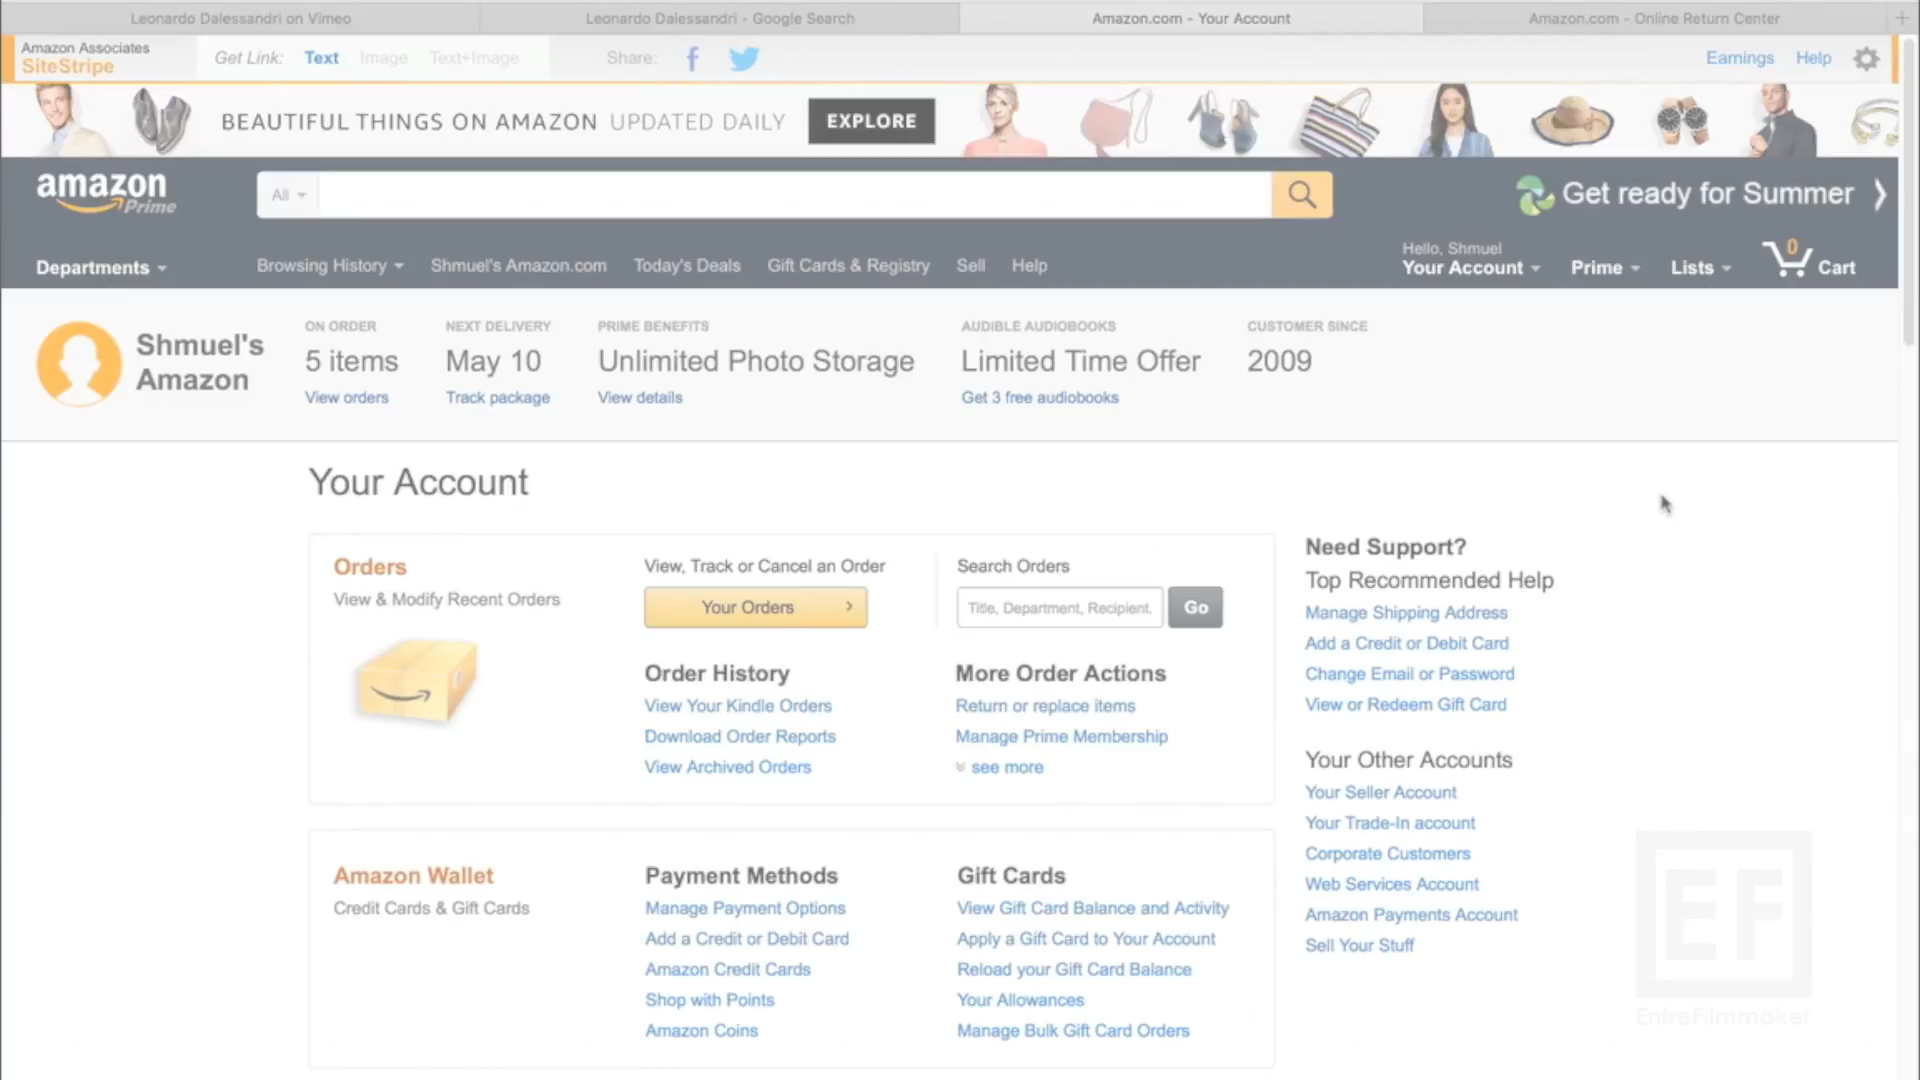 Leonardo Dalessandri on Vimeo
Leonardo Dalessandri - Google Search
Amazon.com - Your Account
Amazon.com - Online Return Center
Amazon Associates
SiteStripe
Get Link: Text Image Text+Image
Share:
Earnings Help
BEAUTIFUL THINGS ON AMAZON UPDATED DAILY EXPLORE
amazon
Prime
All
Get ready for Summer
Departments
Browsing History Shmuel's Amazon.com Today's Deals Gift Cards & Registry Sell Help
Hello, Shmuel
Your Account
Prime
Lists
0
Cart
Shmuel's
Amazon
ON ORDER
5 items
View orders
NEXT DELIVERY
May 10
Track package
PRIME BENEFITS
Unlimited Photo Storage
View details
AUDIBLE AUDIOBOOKS
Limited Time Offer
Get 3 free audiobooks
CUSTOMER SINCE
2009
Your Account
Orders
View & Modify Recent Orders
View, Track or Cancel an Order
Your Orders
Search Orders
Title, Department, Recipient.
Go
Order History
View Your Kindle Orders
Download Order Reports
View Archived Orders
More Order Actions
Return or replace items
Manage Prime Membership
see more
Amazon Wallet
Credit Cards & Gift Cards
Payment Methods
Manage Payment Options
Add a Credit or Debit Card
Amazon Credit Cards
Shop with Points
Amazon Coins
Gift Cards
View Gift Card Balance and Activity
Apply a Gift Card to Your Account
Reload your Gift Card Balance
Your Allowances
Manage Bulk Gift Card Orders
Need Support?
Top Recommended Help
Manage Shipping Address
Add a Credit or Debit Card
Change Email or Password
View or Redeem Gift Card
Your Other Accounts
Your Seller Account
Your Trade-In account
Corporate Customers
Web Services Account
Amazon Payments Account
Sell Your Stuff
EF
EntreFilmmaker